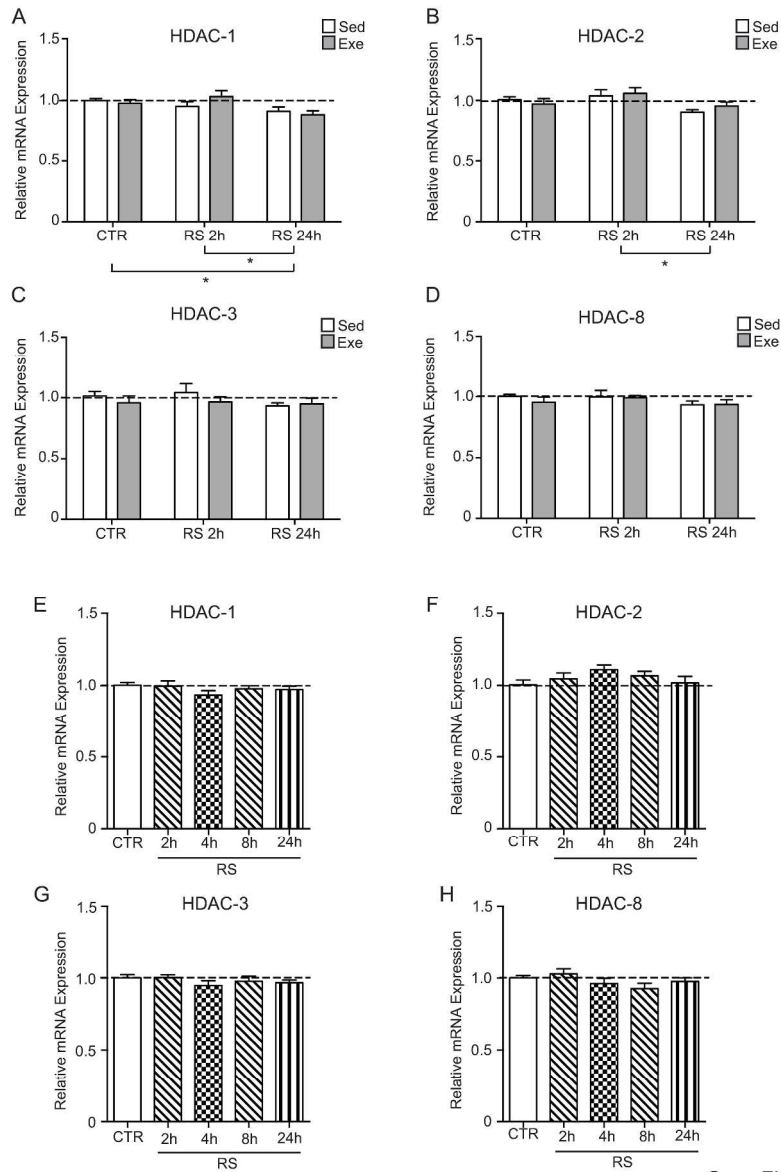 A
HDAC-1
Sed
Exe
Relative mRNA Expression
1.5
1.0
0.5
0
CTR
RS 2h
RS 24h
*
*
B
HDAC-2
Sed
Exe
Relative mRNA Expression
1.5
1.0
0.5
0
CTR
RS 2h
RS 24h
*
C
HDAC-3
Sed
Exe
Relative mRNA Expression
1.5
1.0
0.5
0
CTR
RS 2h
RS 24h
D
HDAC-8
Sed
Exe
Relative mRNA Expression
1.5
1.0
0.5
0
CTR
RS 2h
RS 24h
E
HDAC-1
Relative mRNA Expression
1.5
1.0
0.5
0
CTR 2h 4h 8h 24h
RS
F
HDAC-2
Relative mRNA Expression
1.5
1.0
0.5
0
CTR 2h 4h 8h 24h
RS
G
HDAC-3
Relative mRNA Expression
1.5
1.0
0.5
0
CTR 2h 4h 8h 24h
RS
H
HDAC-8
Relative mRNA Expression
1.5
1.0
0.5
0
CTR 2h 4h 8h 24h
RS